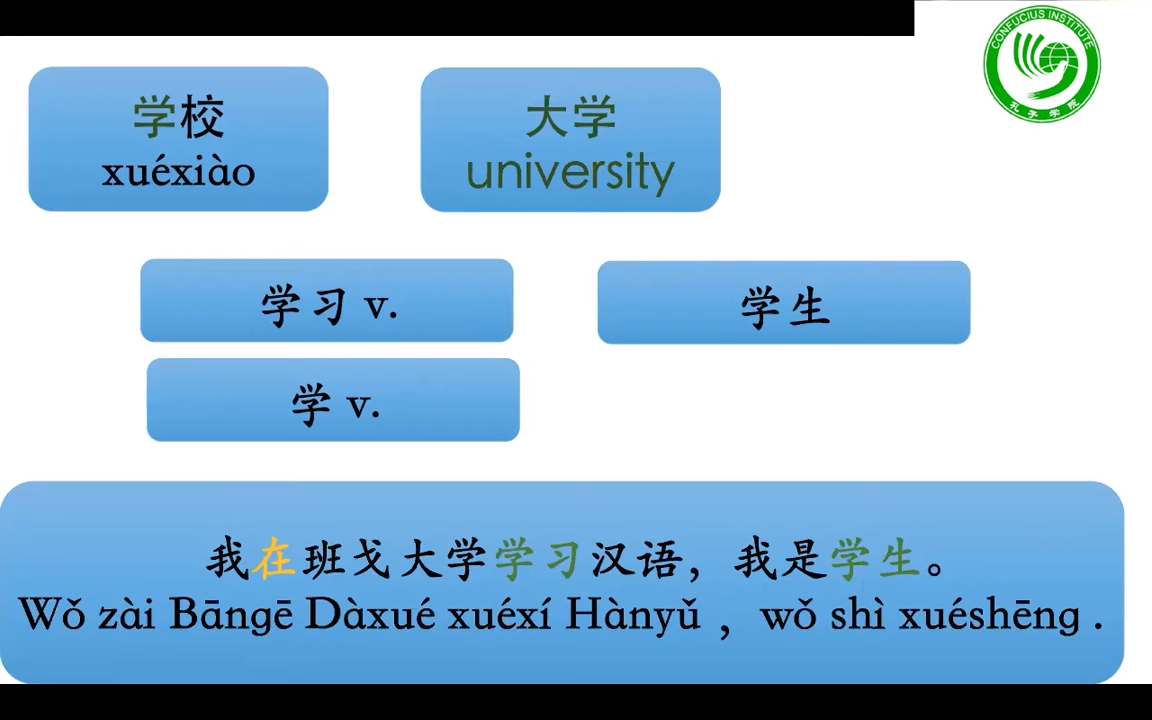 CONFUCIUS INSTITUTE
孔子学院
学校
xuéxiào
大学
university
学习 v.
学生
学 v.
我在班戈大学学习汉语，我是学生。
Wǒ zài Bāngē Dàxué xuéxí Hànyǔ , wǒ shì xuéshēng .